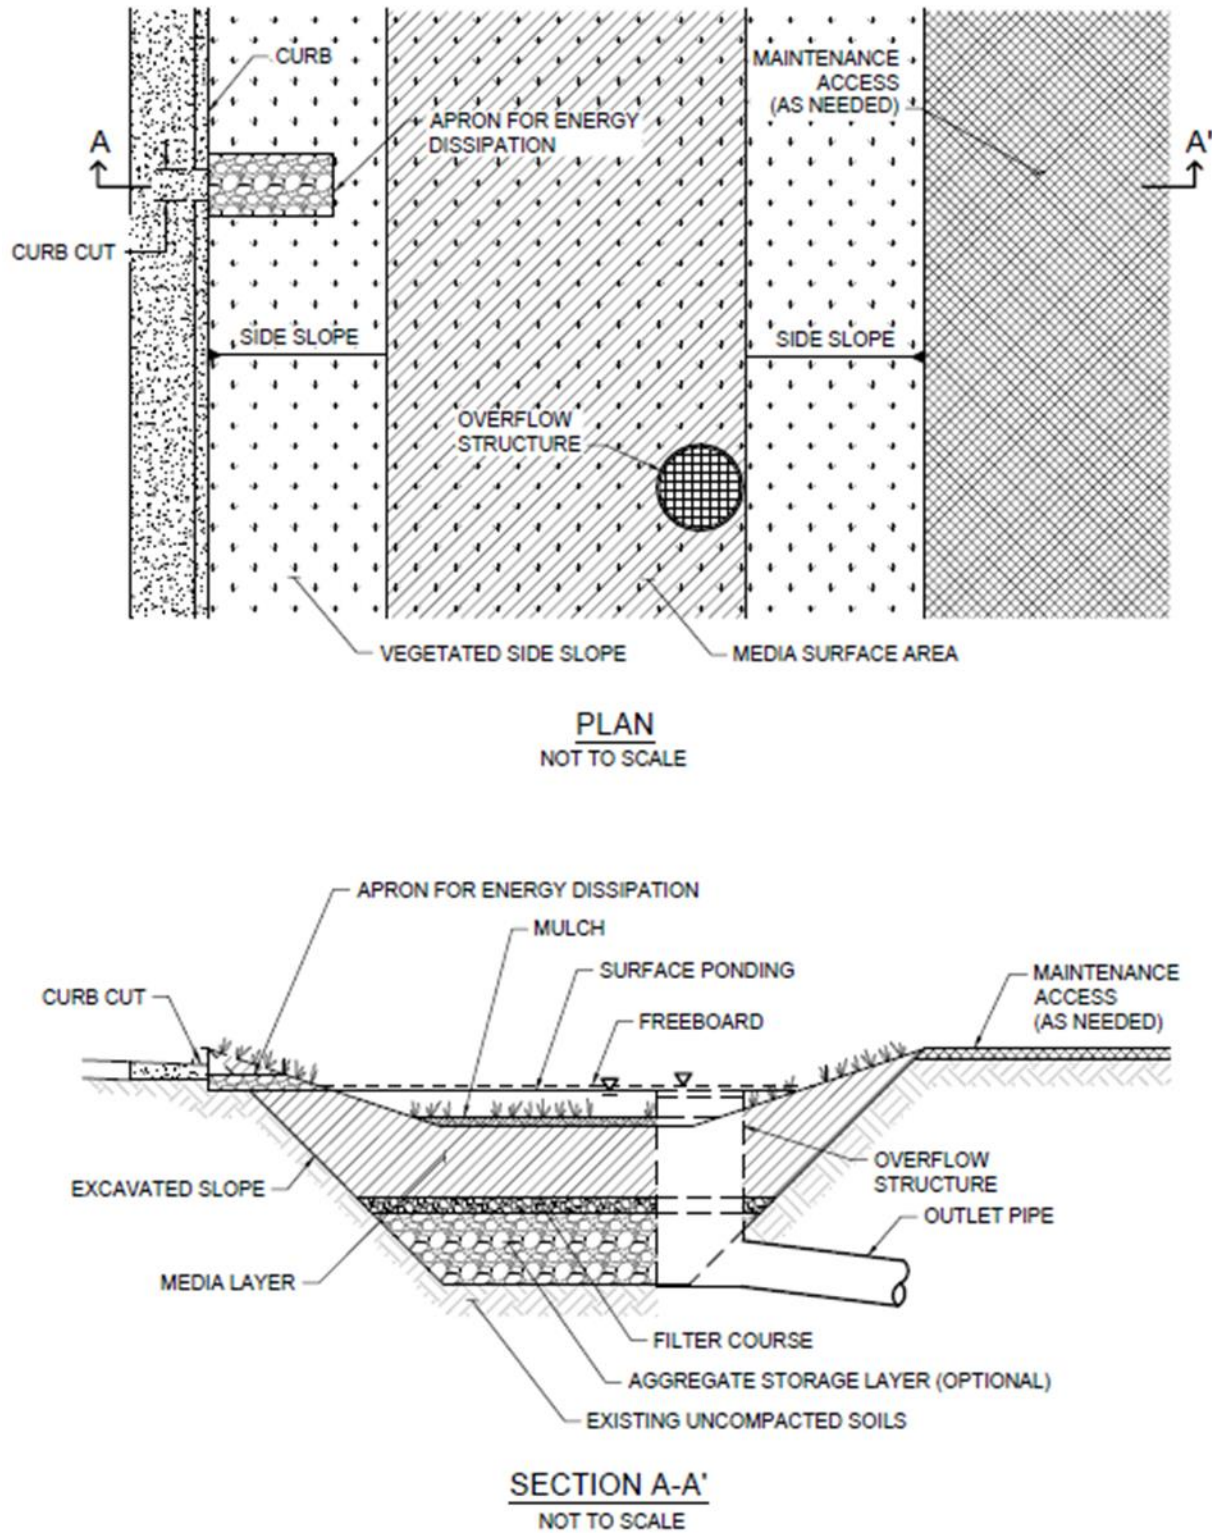 CURB
MAINTENANCE
ACCESS
(AS NEEDED)
APRON FOR ENERGY
DISSIPATION
A
A'
CURB CUT
SIDE SLOPE
SIDE SLOPE
OVERFLOW
STRUCTURE
VEGETATED SIDE SLOPE
MEDIA SURFACE AREA
PLAN
NOT TO SCALE
APRON FOR ENERGY DISSIPATION
MULCH
SURFACE PONDING
MAINTENANCE
ACCESS
(AS NEEDED)
CURB CUT
FREEBOARD
EXCAVATED SLOPE
OVERFLOW
STRUCTURE
OUTLET PIPE
MEDIA LAYER
FILTER COURSE
AGGREGATE STORAGE LAYER (OPTIONAL)
EXISTING UNCOMPACTED SOILS
SECTION A-A'
NOT TO SCALE